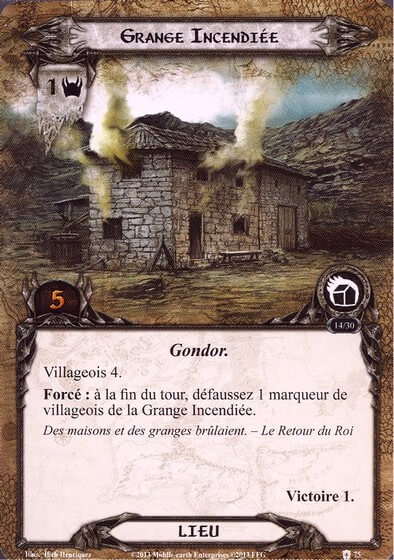 Grange Incendiée
1
5
14/30
Gondor.
Villageois 4.
Forcé : à la fin du tour, défaussez 1 marqueur de
villageois de la Grange Incendiée.
Des maisons et des granges brûlaient. – Le Retour du Roi
Victoire 1.
Illus. Henriquez
©2013 Middle-earth Enterprises ©2013 FFG
75
LIEU